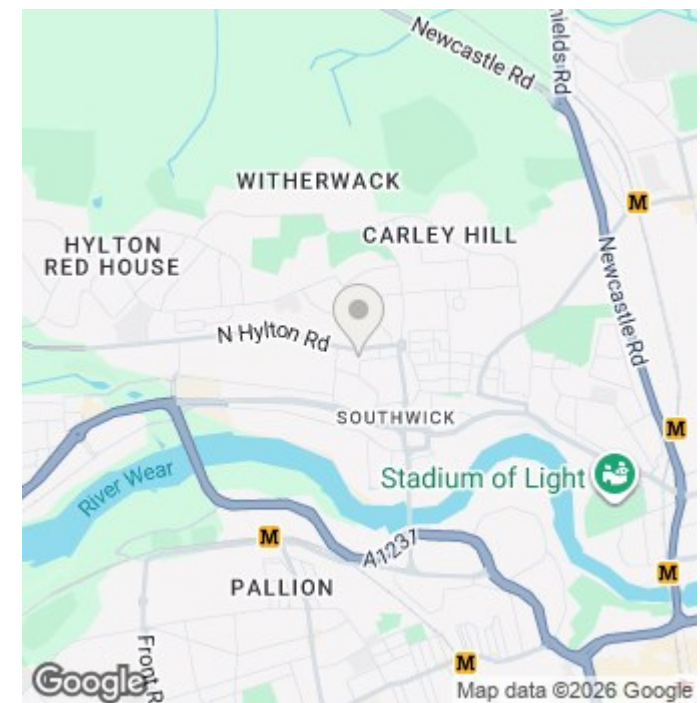 Newcastle Rd
hields Rd
WITHERWACK
M
CARLEY HILL
HYLTON
RED HOUSE
Newcastle Rd
N Hylton Rd
SOUTHWICK
M
Stadium of Light
River Wear
M
A1231
M
PALLION
Front R
M
Google
Map data ©2026 Google